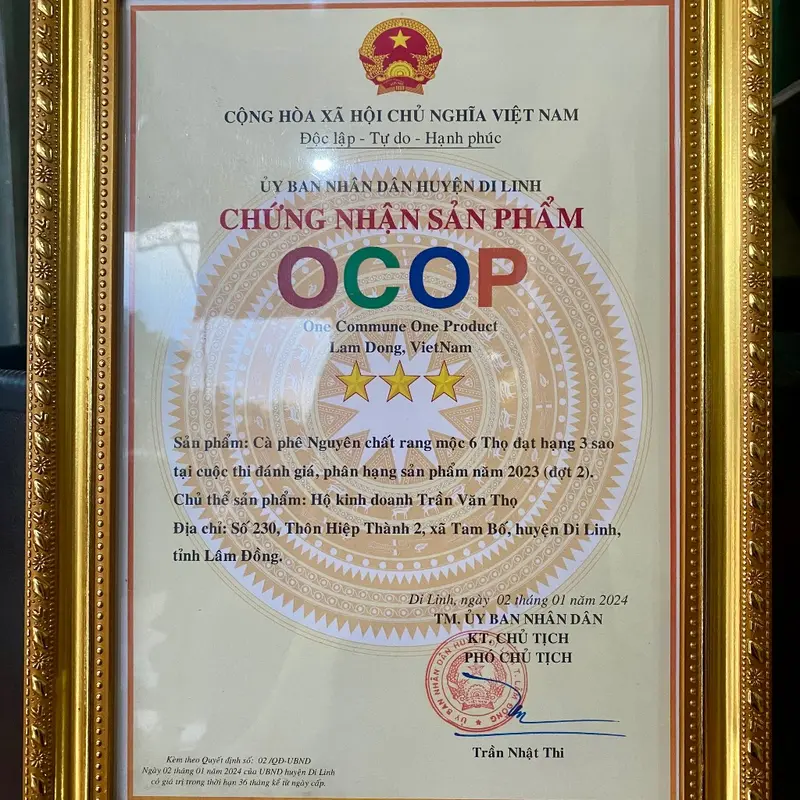 CỘNG HÒA XÃ HỘI CHỦ NGHĨA VIỆT NAM
Độc lập - Tự do - Hạnh phúc
ỦY BAN NHÂN DÂN HUYỆN DI LINH
CHỨNG NHẬN SẢN PHẨM
OCOP
One Commune One Product
Lam Dong, VietNam
Sản phẩm: Cà phê Nguyên chất rang mộc 6 Thọ đạt hạng 3 sao
tại cuộc thi đánh giá, phân hạng sản phẩm năm 2023 (đợt 2).
Chủ thể sản phẩm: Hộ kinh doanh Trần Văn Thọ
Địa chỉ: Số 230, Thôn Hiệp Thành 2, xã Tam Bố, huyện Di Linh,
tỉnh Lâm Đồng.
Di Linh, ngày 02 tháng 01 năm 2024
TM. ỦY BAN NHÂN DÂN
KT. CHỦ TỊCH
PHÓ CHỦ TỊCH
Trần Nhật Thi
Kèm theo Quyết định số: 02/QĐ-UBND
Ngày 02 tháng 01 năm 2024 của UBND huyện Di Linh
có giá trị trong thời hạn 36 tháng kể từ ngày cấp.